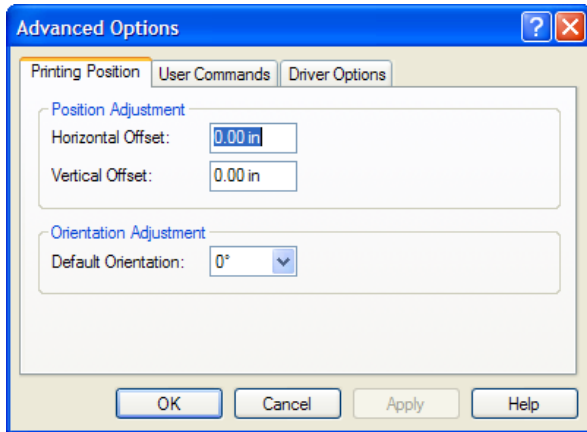 Advanced Options
Printing Position User Commands Driver Options
Position Adjustment
Horizontal Offset: 0.00 in
Vertical Offset: 0.00 in
Orientation Adjustment
Default Orientation: 0°
OK Cancel Apply Help